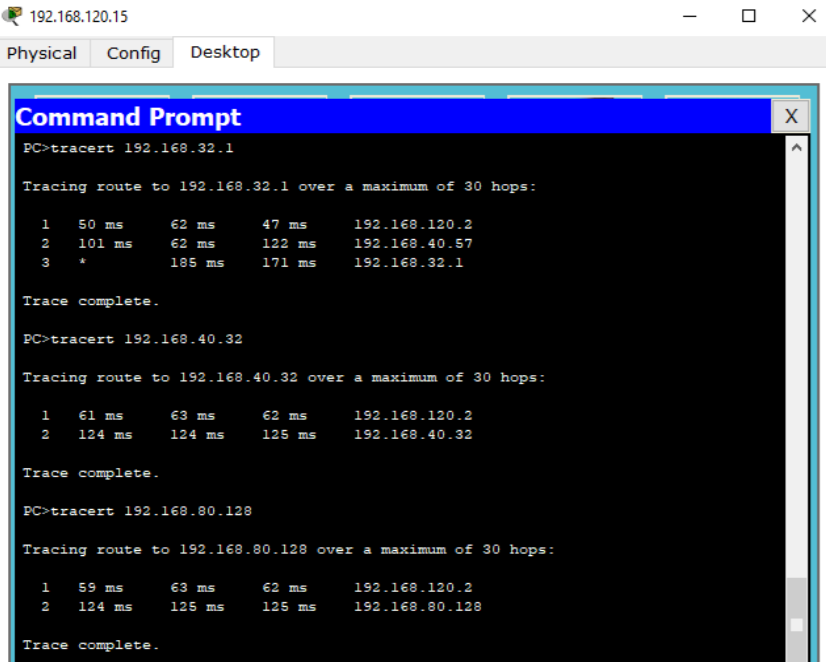 192.168.120.15
Physical Config Desktop
Command Prompt X
PC>tracert 192.168.32.1
Tracing route to 192.168.32.1 over a maximum of 30 hops:
1 50 ms 62 ms 47 ms 192.168.120.2
2 101 ms 62 ms 122 ms 192.168.40.57
3 * 185 ms 171 ms 192.168.32.1
Trace complete.
PC>tracert 192.168.40.32
Tracing route to 192.168.40.32 over a maximum of 30 hops:
1 61 ms 63 ms 62 ms 192.168.120.2
2 124 ms 124 ms 125 ms 192.168.40.32
Trace complete.
PC>tracert 192.168.80.128
Tracing route to 192.168.80.128 over a maximum of 30 hops:
1 59 ms 63 ms 62 ms 192.168.120.2
2 124 ms 125 ms 125 ms 192.168.80.128
Trace complete.